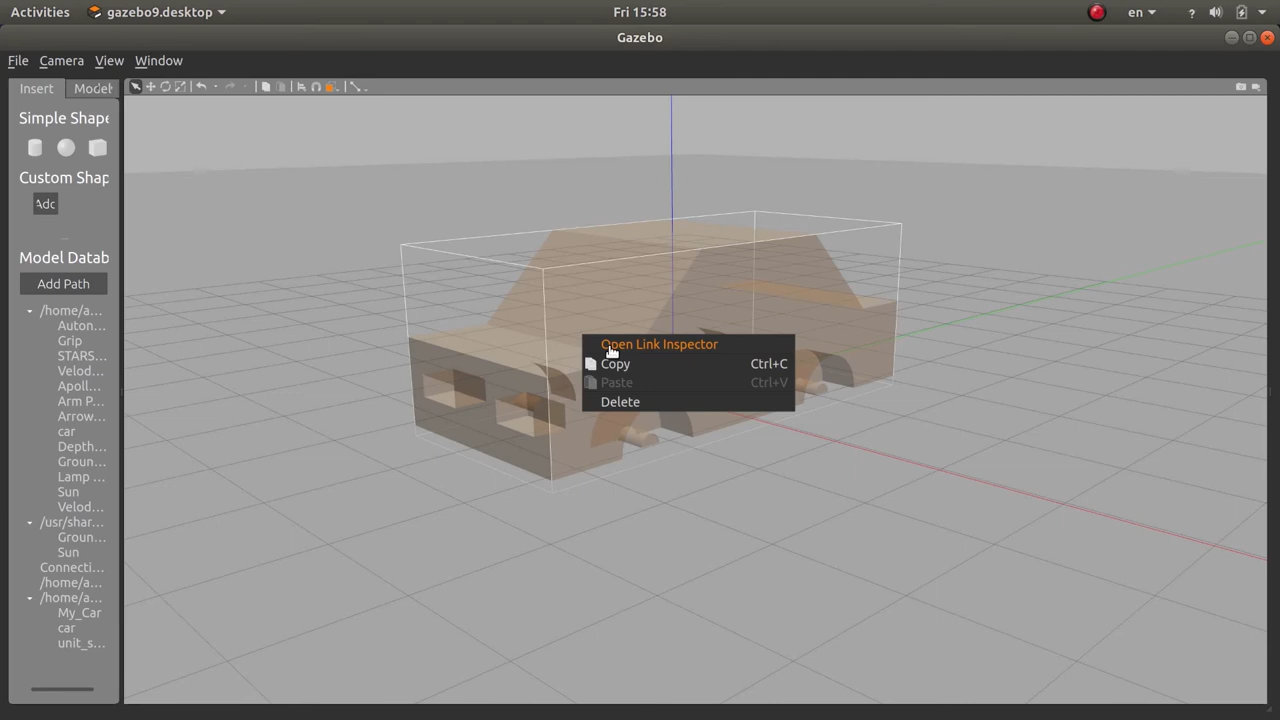 Activities gazebo9.desktop Fri 15:58 en ?
Gazebo
File Camera View Window
Insert Model
Simple Shape
Custom Shap
Adc
Model Datab
Add Path
/home/a...
Auton...
Grip
STARS...
Velod...
Apoll...
Arm P...
Arrow...
car
Depth...
Groun...
Lamp ...
Sun
Velod...
/usr/shar...
Groun...
Sun
Connecti...
/home/a...
/home/a...
My_Car
car
unit_s...
Open Link Inspector
Copy Ctrl+C
Paste Ctrl+V
Delete